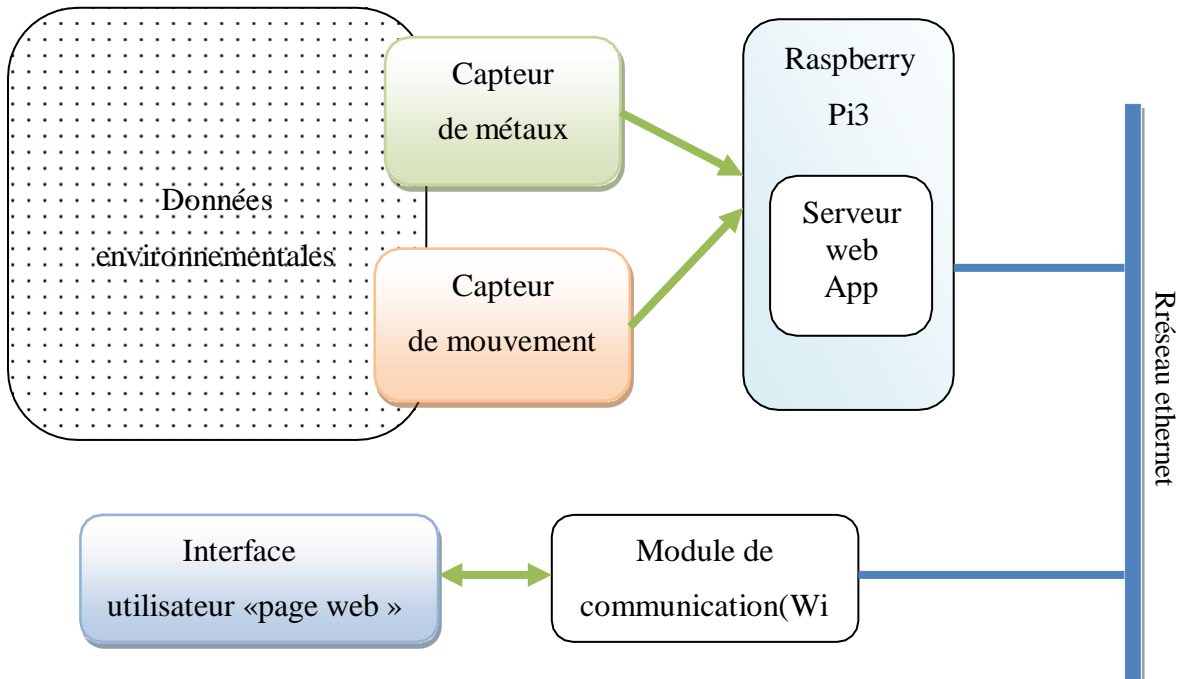 Capteur
de métaux
Raspberry
Pi3
Données
environnementales
Serveur
web
App
Capteur
de mouvement
Rréseau ethernet
Interface
utilisateur «page web »
Module de
communication(Wi